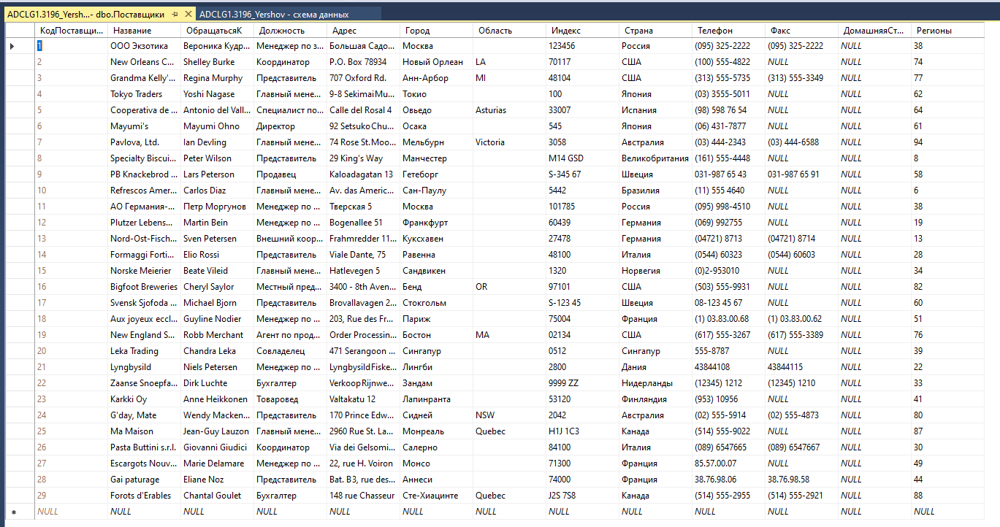 ADCLG1.3196_Yersh...- dbo.Поставщики ADCLG1.3196_Yershov - схема данных
КодПоставщи... Название ОбращатьсяК Должность Адрес Город Область Индекс Страна Телефон Факс ДомашняяСт... Регионы
1 ООО Экзотика Вероника Кудр... Менеджер по з... Большая Садо... Москва 123456 Россия (095) 325-2222 (095) 325-2222 NULL 38
2 New Orleans C... Shelley Burke Координатор P.O. Box 78934 Новый Орлеан LA 70117 США (100) 555-4822 NULL NULL 74
3 Grandma Kelly'... Regina Murphy Представитель 707 Oxford Rd. Анн-Арбор MI 48104 США (313) 555-5735 (313) 555-3349 NULL 77
4 Tokyo Traders Yoshi Nagase Главный мене... 9-8 Sekimai Mu... Токио 100 Япония (03) 3555-5011 NULL NULL 62
5 Cooperativa de ... Antonio del Vall... Специалист по... Calle del Rosal 4 Овьедо Asturias 33007 Испания (98) 598 76 54 NULL NULL 64
6 Mayumi's Mayumi Ohno Директор 92 Setsuko Chu... Осака 545 Япония (06) 431-7877 NULL NULL 61
7 Pavlova, Ltd. Ian Devling Главный мене... 74 Rose St. Moo... Мельбурн Victoria 3058 Австралия (03) 444-2343 (03) 444-6588 NULL 94
8 Specialty Biscui... Peter Wilson Представитель 29 King's Way Манчестер M14 GSD Великобритания (161) 555-4448 NULL NULL 8
9 PB Knackebrod ... Lars Peterson Продавец Kaloadagatan 13 Гетеборг S-345 67 Швеция 031-987 65 43 031-987 65 91 NULL 58
10 Refrescos Amer... Carlos Diaz Главный мене... Av. das Americ... Сан-Паулу 5442 Бразилия (11) 555 4640 NULL NULL 6
11 АО Германия-... Петр Моргунов Менеджер по ... Тверская 5 Москва 101785 Россия (095) 998-4510 NULL NULL 38
12 Plutzer Lebens... Martin Bein Менеджер по ... Bogenallee 51 Франкфурт 60439 Германия (069) 992755 NULL NULL 19
13 Nord-Ost-Fisch... Sven Petersen Внешний коор... Frahmredder 11... Куксхавен 27478 Германия (04721) 8713 (04721) 8714 NULL 13
14 Formaggi Forti... Elio Rossi Представитель Viale Dante, 75 Равенна 48100 Италия (0544) 60323 (0544) 60603 NULL 28
15 Norske Meierier Beate Vileid Главный мене... Hatlevegen 5 Сандвикен 1320 Норвегия (0)2-953010 NULL NULL 34
16 Bigfoot Breweries Cheryl Saylor Местный пред... 3400 - 8th Aven... Бенд OR 97101 США (503) 555-9931 NULL NULL 82
17 Svensk Sjofoda ... Michael Bjorn Представитель Brovallavagen 2... Стокгольм S-123 45 Швеция 08-123 45 67 NULL NULL 60
18 Aux joyeux eccl... Guyline Nodier Менеджер по ... 203, Rue des Fr... Париж 75004 Франция (1) 03.83.00.68 (1) 03.83.00.62 NULL 51
19 New England S... Robb Merchant Агент по прод... Order Processin... Бостон MA 02134 США (617) 555-3267 (617) 555-3389 NULL 76
20 Leka Trading Chandra Leka Совладелец 471 Serangoon ... Сингапур 0512 Сингапур 555-8787 NULL NULL 39
21 Lyngbysild Niels Petersen Менеджер по ... Lyngbysild Fiske... Лингби 2800 Дания 43844108 43844115 NULL 22
22 Zaanse Snoepfa... Dirk Luchte Бухгалтер Verkoop Rijnwe... Зандам 9999 ZZ Нидерланды (12345) 1212 (12345) 1210 NULL 33
23 Karkki Oy Anne Heikkonen Товаровед Valtakatu 12 Лапинранта 53120 Финляндия (953) 10956 NULL NULL 41
24 G'day, Mate Wendy Macken... Представитель 170 Prince Edw... Сидней NSW 2042 Австралия (02) 555-5914 (02) 555-4873 NULL 80
25 Ma Maison Jean-Guy Lauzon Главный мене... 2960 Rue St. La... Монреаль Quebec H1J 1C3 Канада (514) 555-9022 NULL NULL 87
26 Pasta Buttini s.r.l. Giovanni Giudici Координатор Via dei Gelsomi... Салерно 84100 Италия (089) 6547665 (089) 6547667 NULL 30
27 Escargots Nouv... Marie Delamare Менеджер по ... 22, rue H. Voiron Монсо 71300 Франция 85.57.00.07 NULL NULL 49
28 Gai paturage Eliane Noz Представитель Bat. B3, rue des... Аннеси 74000 Франция 38.76.98.06 38.76.98.58 NULL 44
29 Forots d'Erables Chantal Goulet Бухгалтер 148 rue Chasseur Сте-Хиацинте Quebec J2S 7S8 Канада (514) 555-2955 (514) 555-2921 NULL 88
NULL NULL NULL NULL NULL NULL NULL NULL NULL NULL NULL NULL NULL